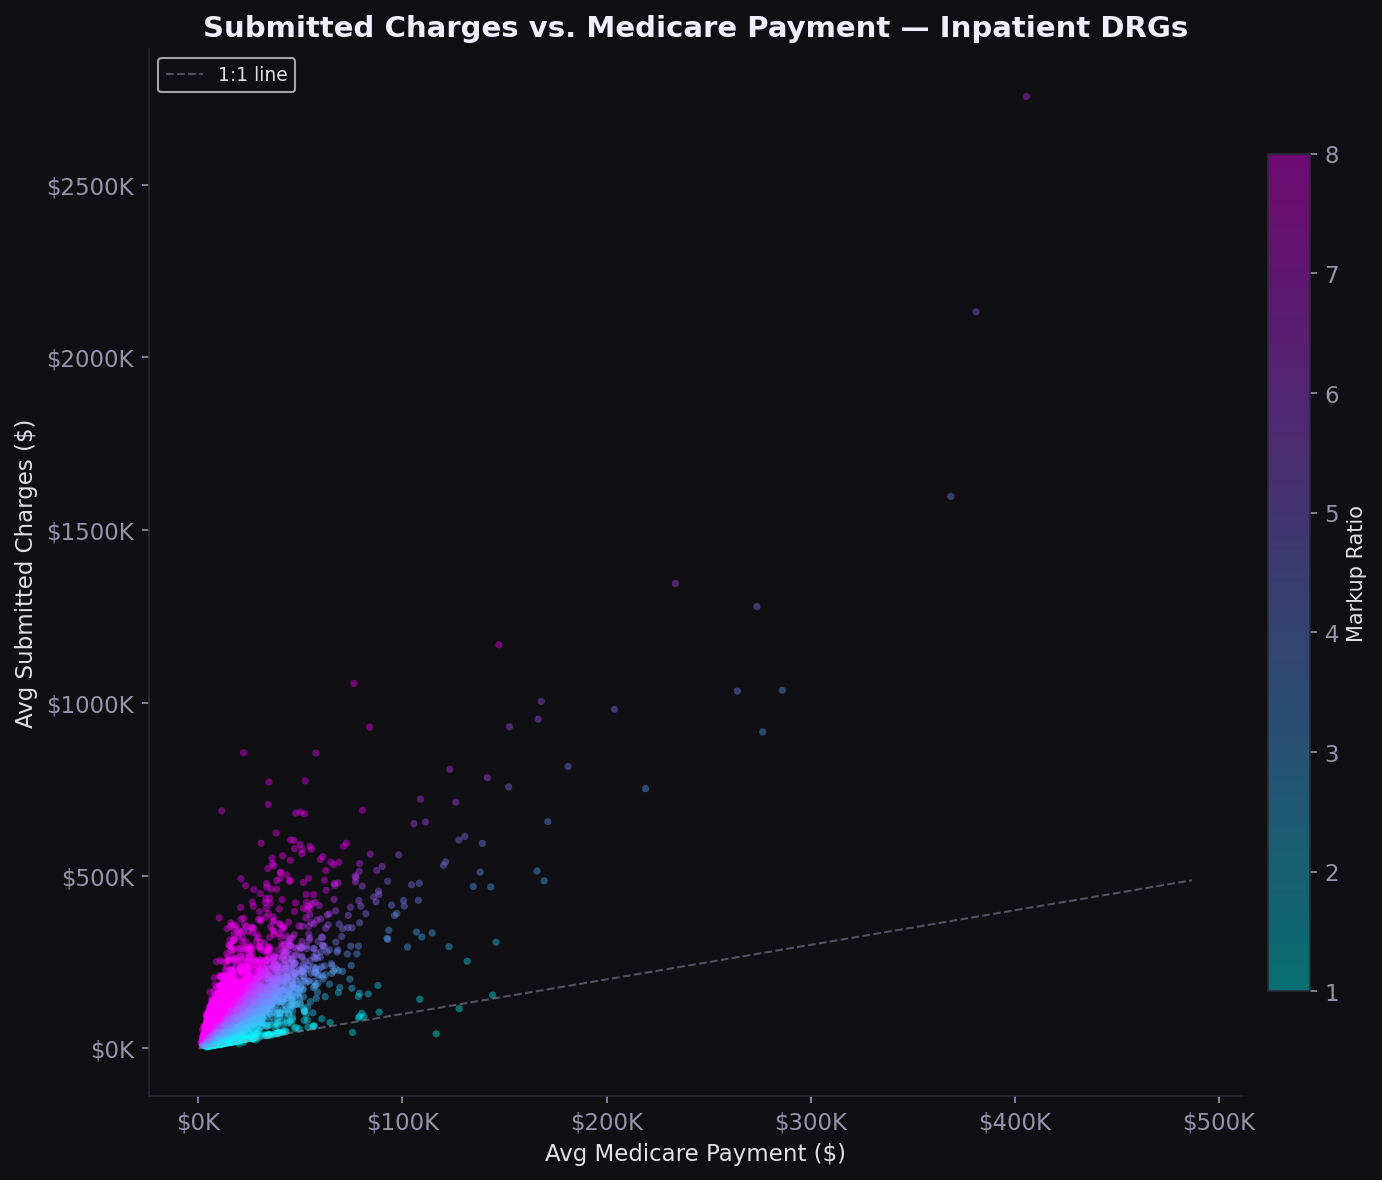 Submitted Charges vs. Medicare Payment — Inpatient DRGs
1:1 line
Avg Submitted Charges ($)
$2500K
$2000K
$1500K
$1000K
$500K
$0K
$0K
$100K
$200K
$300K
$400K
$500K
Avg Medicare Payment ($)
8
7
6
5
4
3
2
1
Markup Ratio